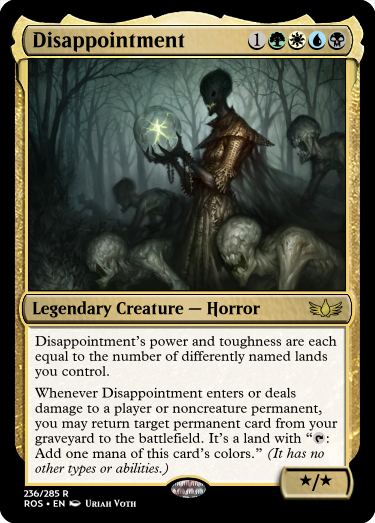 Disappointment 1
Legendary Creature — Horror
Disappointment's power and toughness are each
equal to the number of differently named lands
you control.
Whenever Disappointment enters or deals
damage to a player or noncreature permanent,
you may return target permanent card from your
graveyard to the battlefield. It's a land with “:
Add one mana of this card's colors.” (It has no
other types or abilities.)
★/★
236/285 R
ROS • EN Uriah Voth